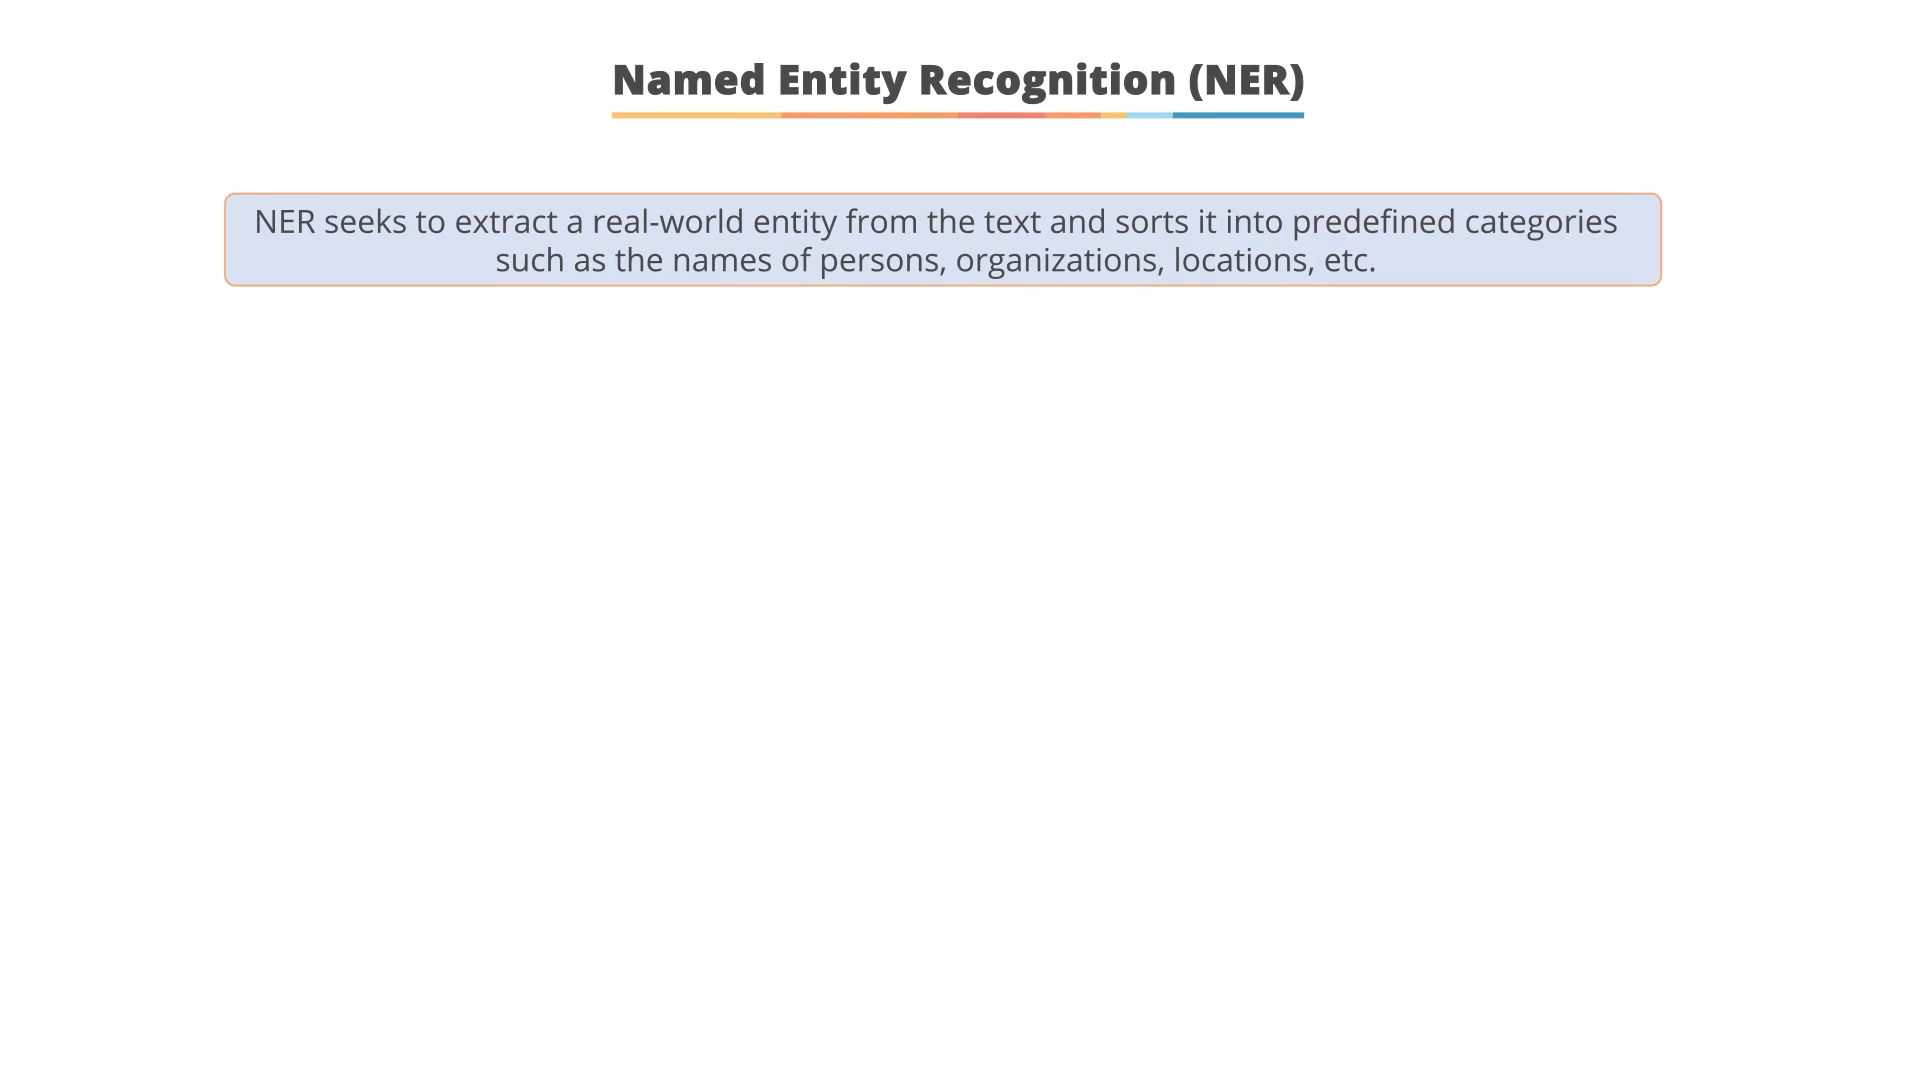 Named Entity Recognition (NER)
NER seeks to extract a real-world entity from the text and sorts it into predefined categories
such as the names of persons, organizations, locations, etc.